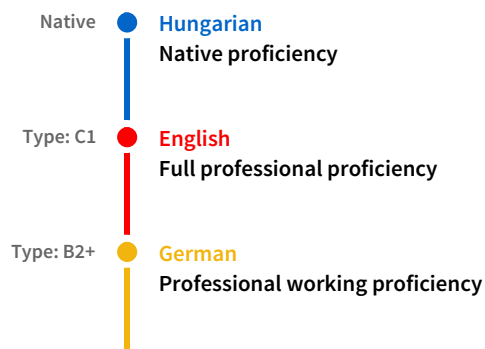 Native
Hungarian
Native proficiency
Type: C1
English
Full professional proficiency
Type: B2+
German
Professional working proficiency